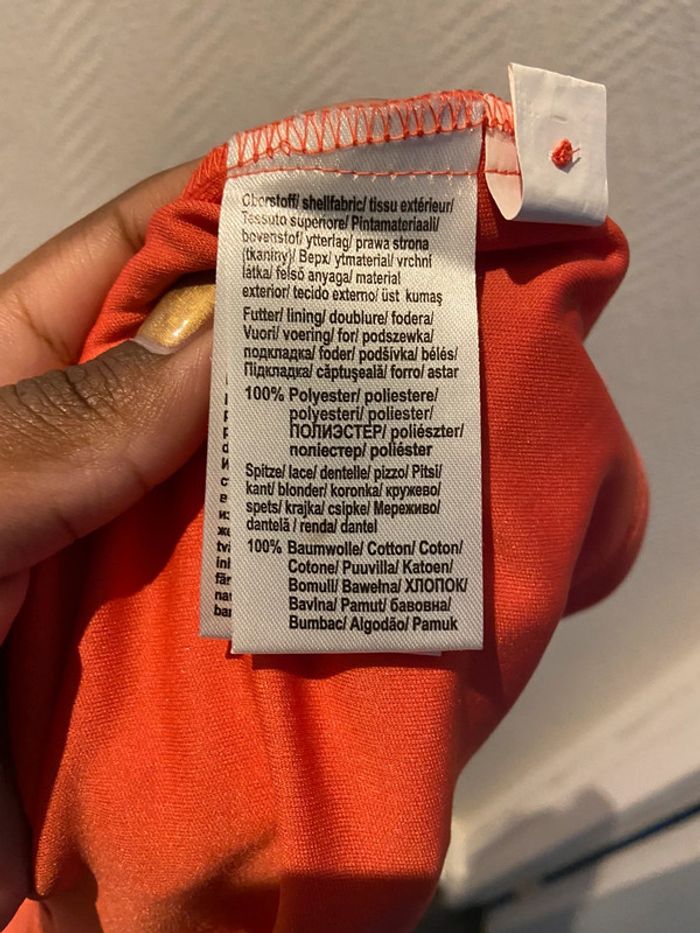 Oberstoff/ shellfabric/ tissu extérieur/
Tessuto superiore/ Pintamateriaali/
bovenstof/ ytterlag/ prawa strona
(tkaniny)/ Верх/ ytmaterial/ vrchní
látka/ felső anyaga/ material
exterior/ tecido externo/ üst kumaş
Futter/ lining/ doublure/ fodera/
Vuori/ voering/ for/ podszewka/
подкладка/ foder/ podšívka/ bélés/
Підкладка/ căptuşeală/ forro/ astar
100% Polyester/ poliestere/
polyesteri/ poliester/
ПОЛИЭСТЕР/ poliészter/
поліестер/ poliéster
Spitze/ lace/ dentelle/ pizzo/ Pitsi/
kant/ blonder/ koronka/ кружево/
spets/ krajka/ csipke/ Мереживо/
dantelă/ renda/ dantel
100% Baumwolle/ Cotton/ Coton/
Cotone/ Puuvilla/ Katoen/
Bomull/ Bawełna/ ХЛОПОК/
Bavlna/ Pamut/ бавовна/
Bumbac/ Algodão/ Pamuk